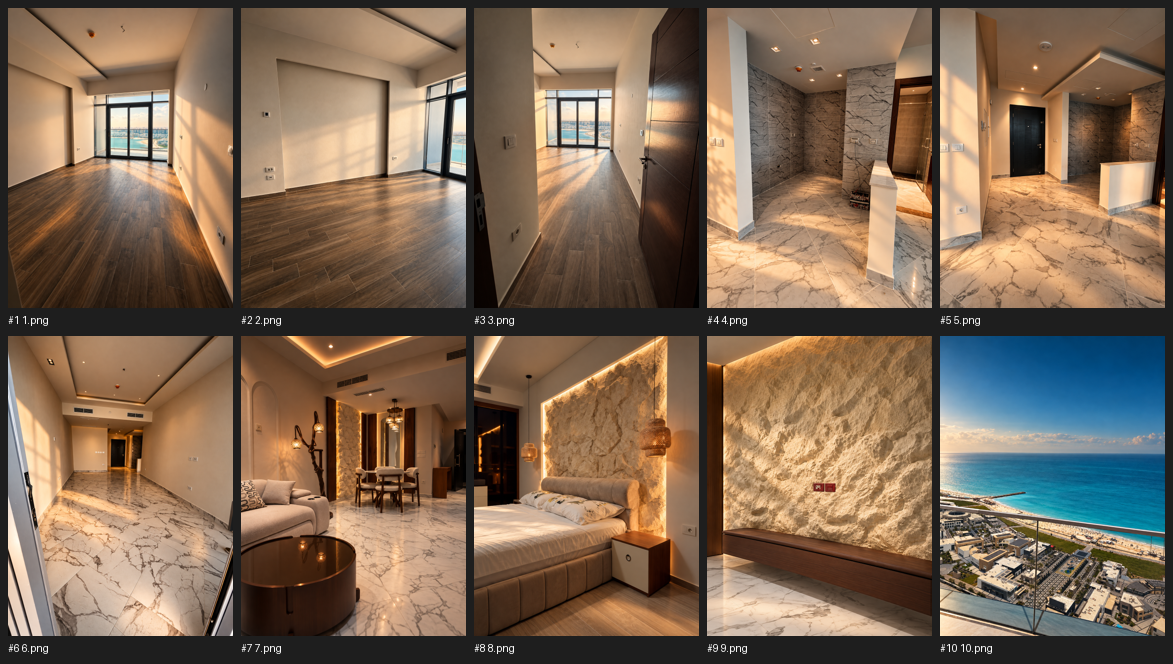 #1 1.png
#2 2.png
#3 3.png
#4 4.png
#5 5.png
#6 6.png
#7 7.png
#8 8.png
#9 9.png
#10 10.png